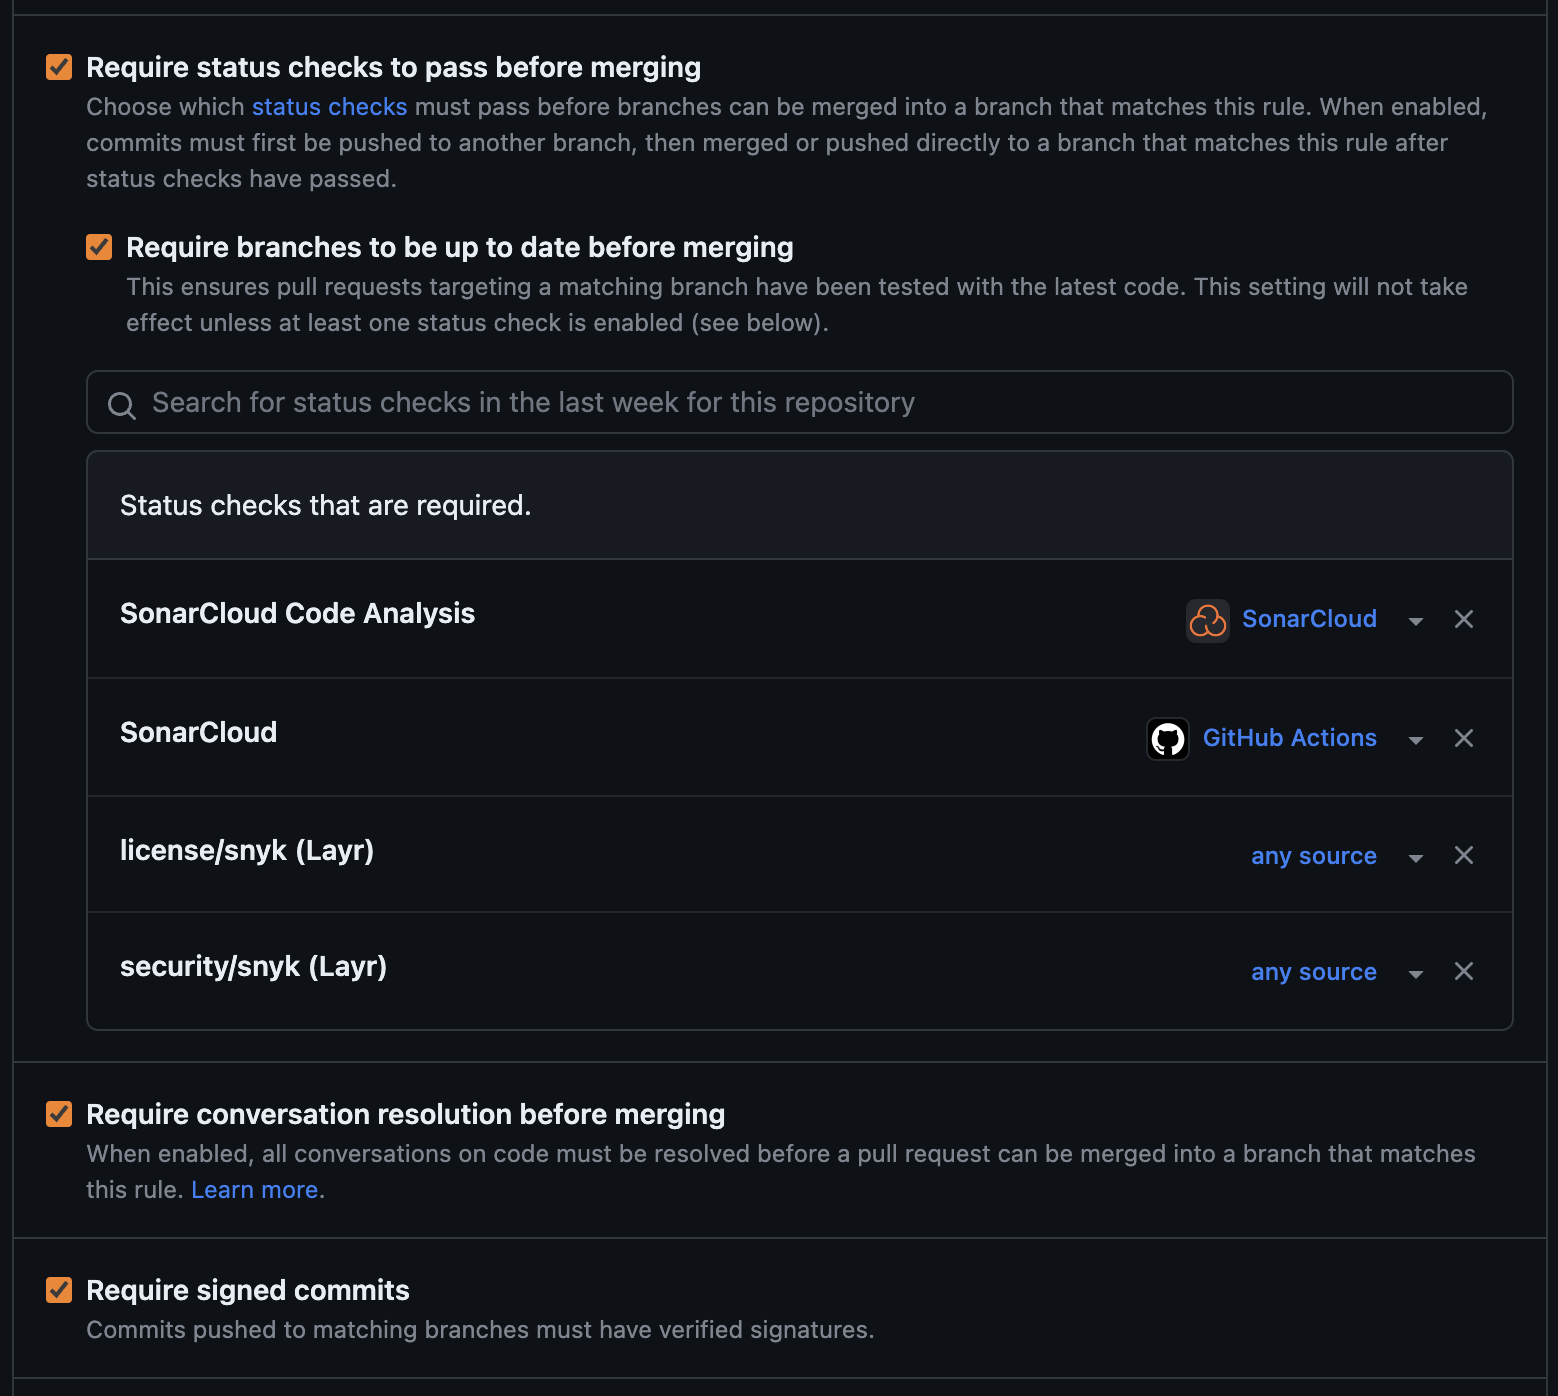 Require status checks to pass before merging
Choose which status checks must pass before branches can be merged into a branch that matches this rule. When enabled,
commits must first be pushed to another branch, then merged or pushed directly to a branch that matches this rule after
status checks have passed.
Require branches to be up to date before merging
This ensures pull requests targeting a matching branch have been tested with the latest code. This setting will not take
effect unless at least one status check is enabled (see below).
Search for status checks in the last week for this repository
Status checks that are required.
SonarCloud Code Analysis SonarCloud
SonarCloud GitHub Actions
license/snyk (Layr) any source
security/snyk (Layr) any source
Require conversation resolution before merging
When enabled, all conversations on code must be resolved before a pull request can be merged into a branch that matches
this rule. Learn more.
Require signed commits
Commits pushed to matching branches must have verified signatures.